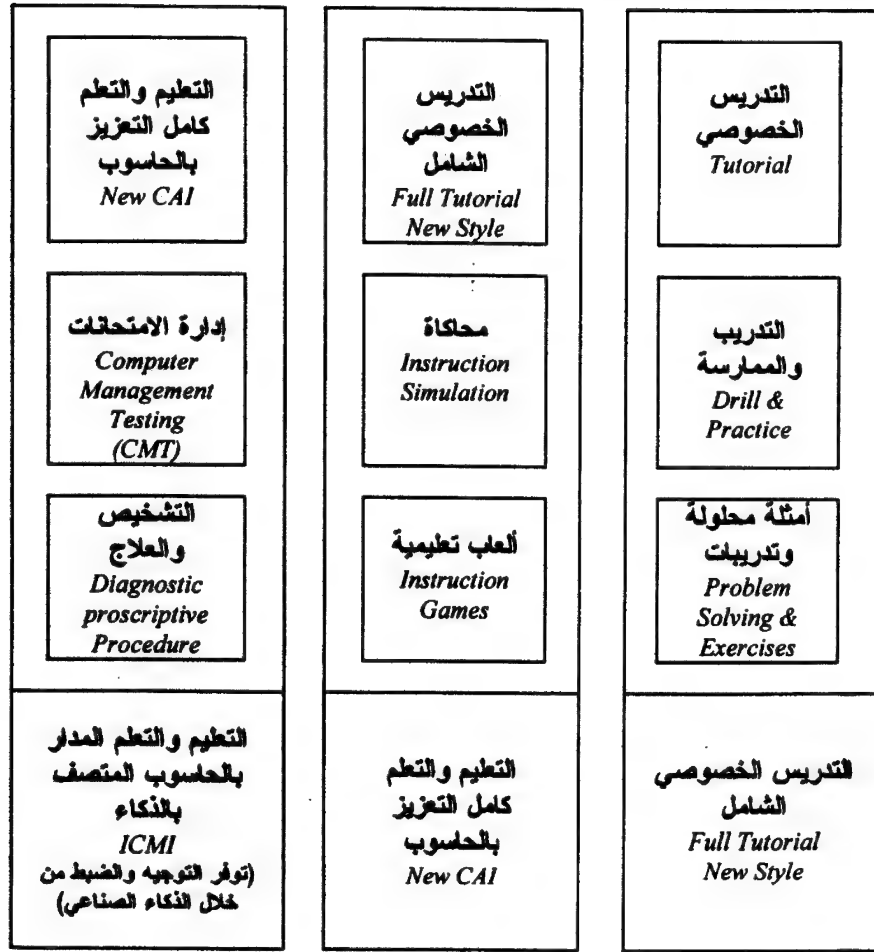 التدريس
الخصوصي
Tutorial
التدريب
والممارسة
Drill &
Practice
أمثلة محلولة
وتدريبات
Problem
Solving &
Exercises
التدريس الخصوصي
الشامل
Full Tutorial
New Style
التدريس
الخصوصي
الشامل
Full Tutorial
New Style
محاكاة
Instruction
Simulation
ألعاب تعليمية
Instruction
Games
التعليم والتعلم
كامل التعزيز
بالحاسوب
New CAI
التعليم والتعلم
كامل التعزيز
بالحاسوب
New CAI
إدارة الامتحانات
Computer
Management
Testing
(CMT)
التشخيص
والعلاج
Diagnostic
proscriptive
Procedure
التعليم والتعلم المدار
بالحاسوب المتصف
بالذكاء
ICMI
(توفر التوجيه والضبط من
خلال الذكاء الصناعي)